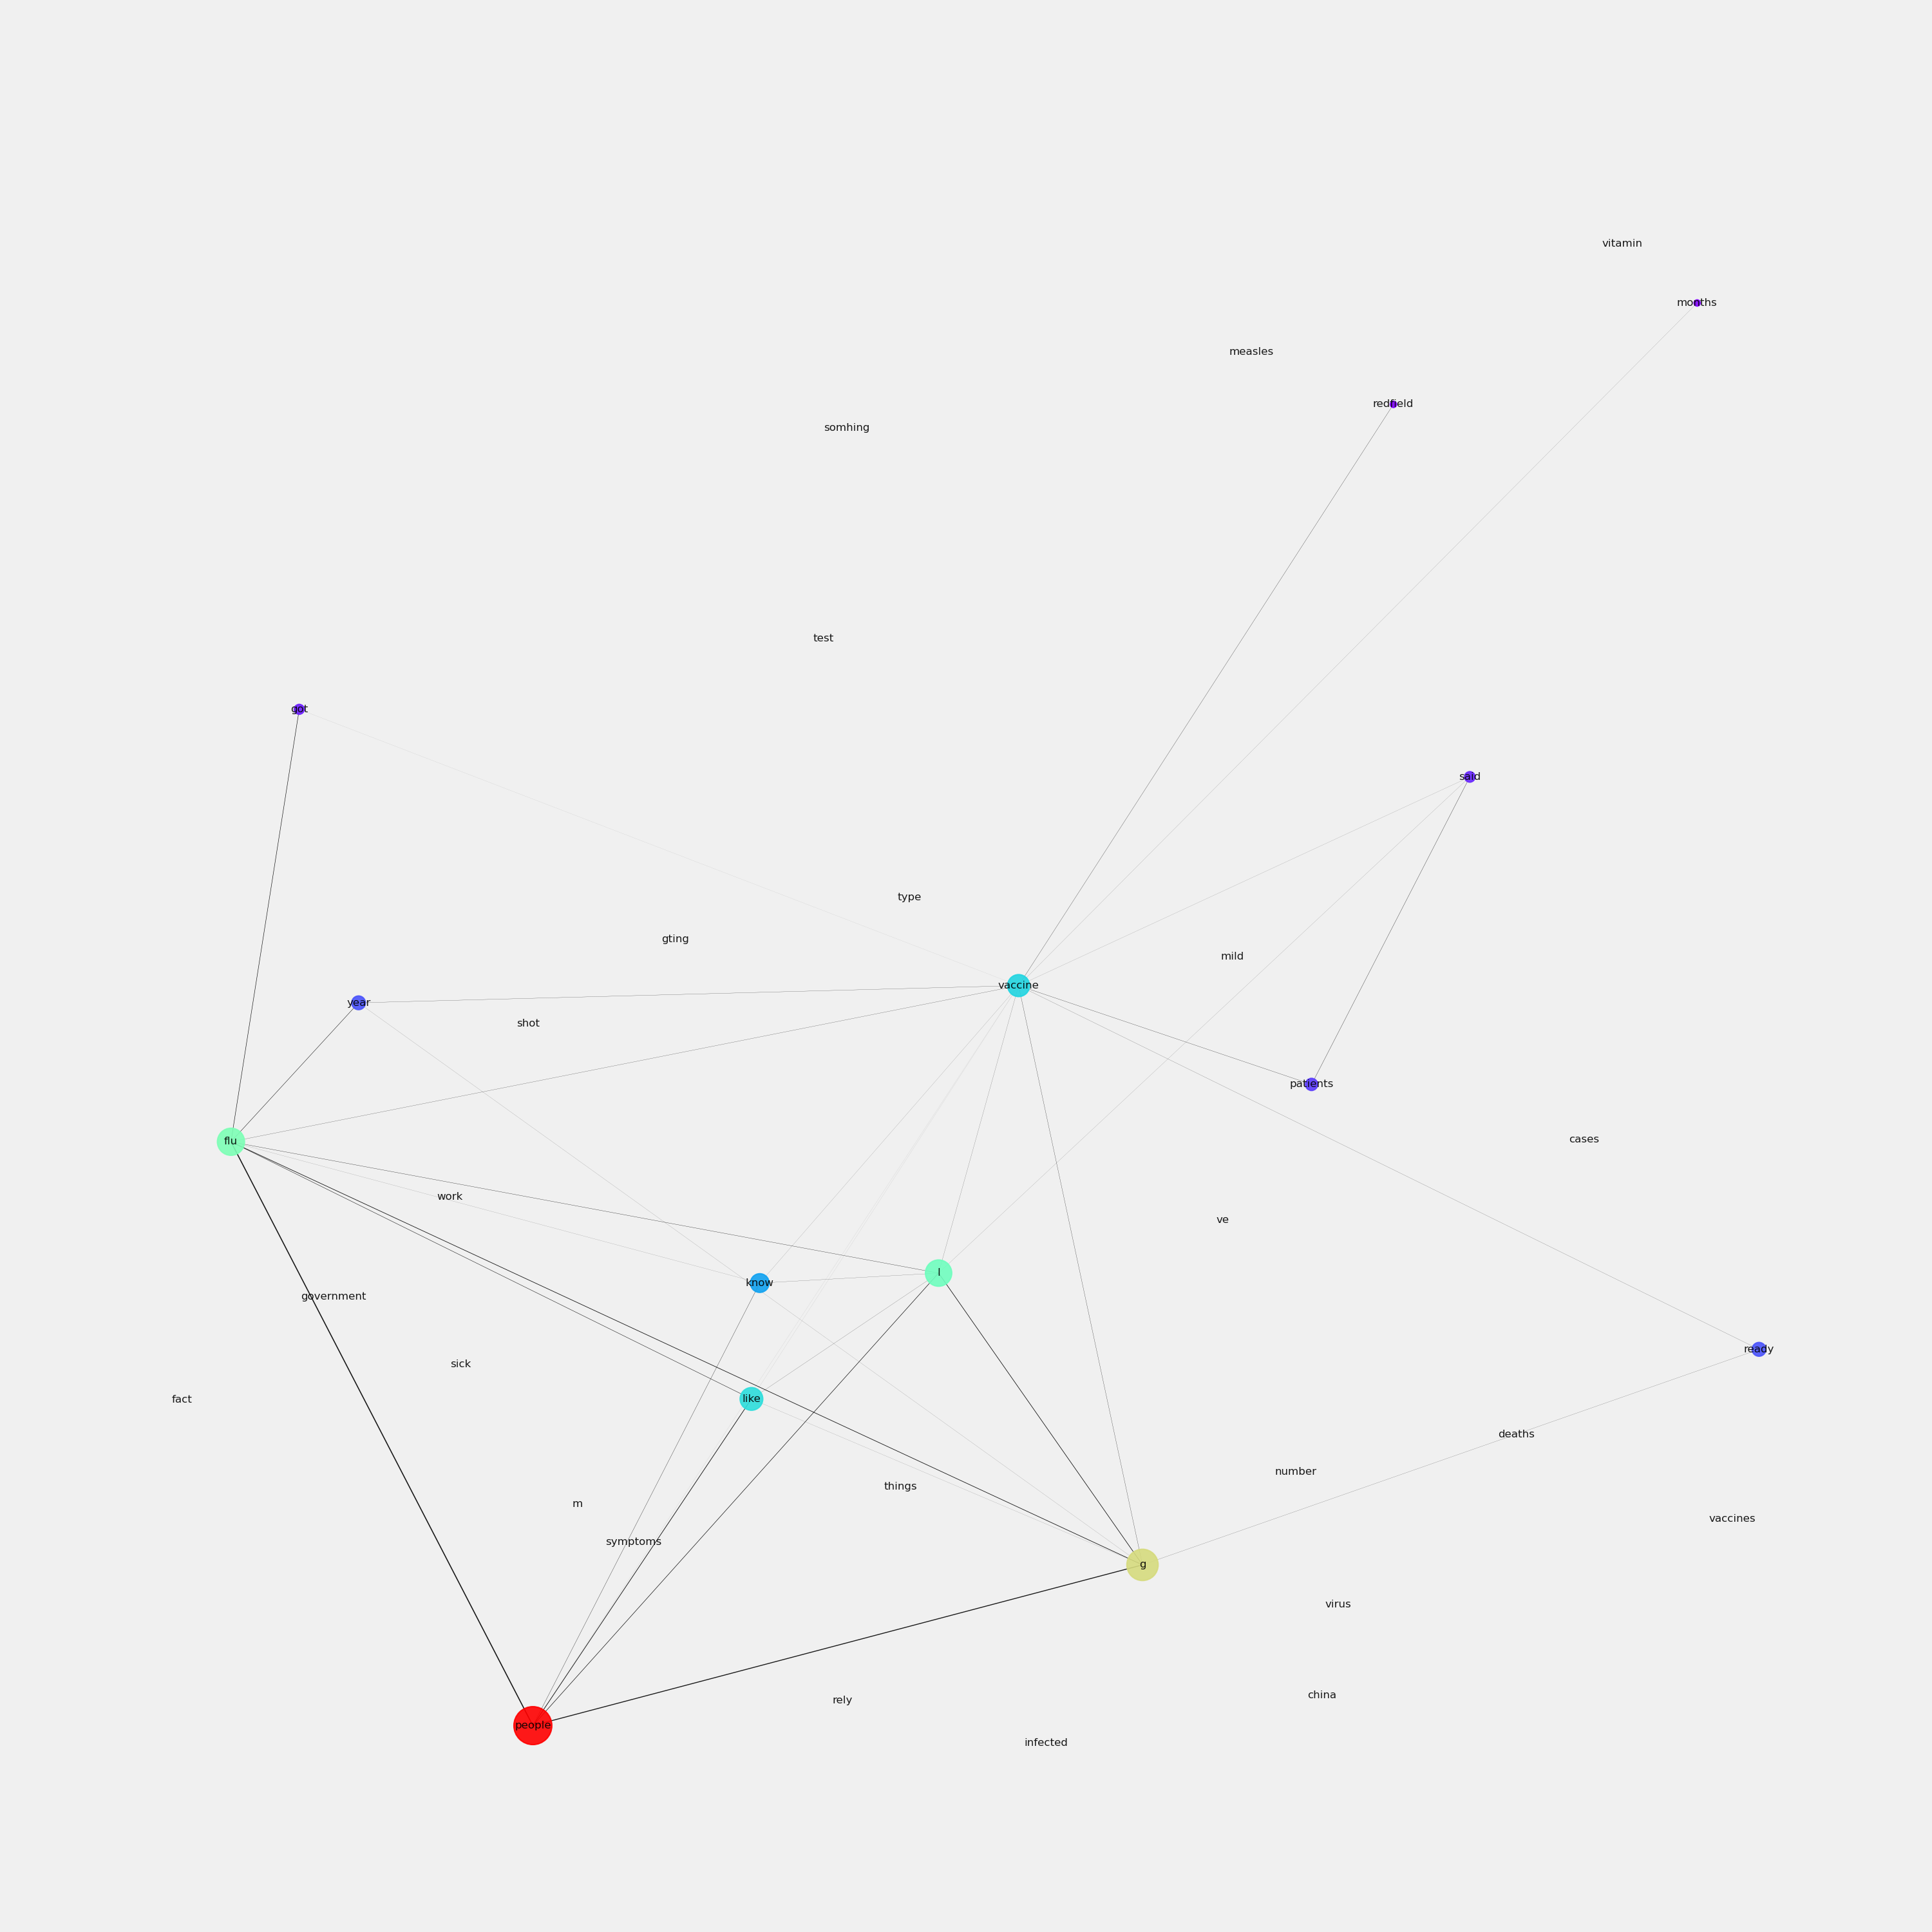 vitamin
months
measles
redfield
somhing
test
got
said
type
gting
mild
vaccine
year
shot
patients
cases
flu
work
ve
I
know
government
ready
sick
like
fact
deaths
number
things
m
vaccines
symptoms
g
virus
china
rely
people
infected